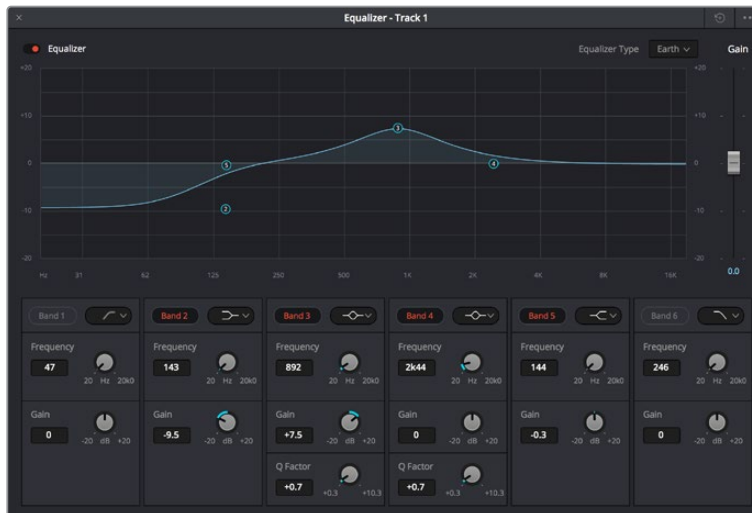 Equalizer - Track 1
Equalizer
Equalizer Type Earth Gain
+20 +20
+10 +10
0 0
-10 -10
-20 -20
Hz 31 62 125 250 500 1K 2K 4K 8K 16K 0.0
5 3 4 2
Band 1 Band 2 Band 3 Band 4 Band 5 Band 6
Frequency Frequency Frequency Frequency Frequency Frequency
47 143 892 2k44 144 246
20 Hz 20k0 20 Hz 20k0 20 Hz 20k0 20 Hz 20k0 20 Hz 20k0 20 Hz 20k0
Gain Gain Gain Gain Gain Gain
0 -9.5 +7.5 0 -0.3 0
-20 dB +20 -20 dB +20 -20 dB +20 -20 dB +20 -20 dB +20 -20 dB +20
Q Factor Q Factor
+0.7 +0.7
+0.3 +10.3 +0.3 +10.3